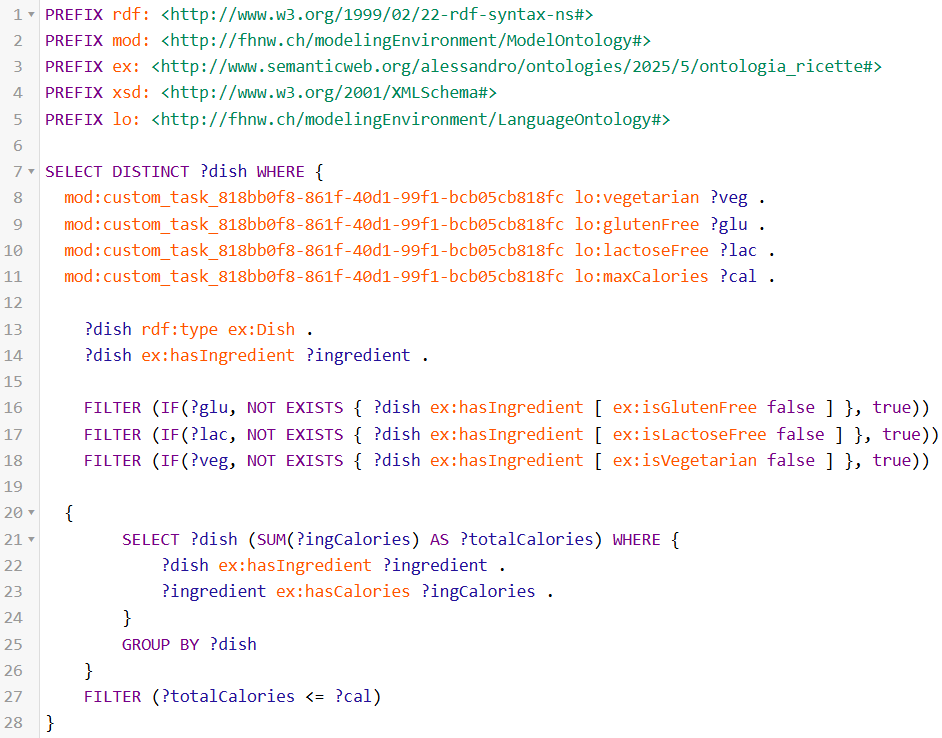 1 PREFIX rdf: <http://www.w3.org/1999/02/22-rdf-syntax-ns#>
2 PREFIX mod: <http://fhnw.ch/modelingEnvironment/ModelOntology#>
3 PREFIX ex: <http://www.semanticweb.org/alessandro/ontologies/2025/5/ontologia_ricette#>
4 PREFIX xsd: <http://www.w3.org/2001/XMLSchema#>
5 PREFIX lo: <http://fhnw.ch/modelingEnvironment/LanguageOntology#>
6
7 SELECT DISTINCT ?dish WHERE {
8   mod:custom_task_818bb0f8-861f-40d1-99f1-bcb05cb818fc lo:vegetarian ?veg .
9   mod:custom_task_818bb0f8-861f-40d1-99f1-bcb05cb818fc lo:glutenFree ?glu .
10   mod:custom_task_818bb0f8-861f-40d1-99f1-bcb05cb818fc lo:lactoseFree ?lac .
11   mod:custom_task_818bb0f8-861f-40d1-99f1-bcb05cb818fc lo:maxCalories ?cal .
12
13     ?dish rdf:type ex:Dish .
14     ?dish ex:hasIngredient ?ingredient .
15
16     FILTER (IF(?glu, NOT EXISTS { ?dish ex:hasIngredient [ ex:isGlutenFree false ] }, true))
17     FILTER (IF(?lac, NOT EXISTS { ?dish ex:hasIngredient [ ex:isLactoseFree false ] }, true))
18     FILTER (IF(?veg, NOT EXISTS { ?dish ex:hasIngredient [ ex:isVegetarian false ] }, true))
19
20   {
21         SELECT ?dish (SUM(?ingCalories) AS ?totalCalories) WHERE {
22             ?dish ex:hasIngredient ?ingredient .
23             ?ingredient ex:hasCalories ?ingCalories .
24         }
25         GROUP BY ?dish
26     }
27     FILTER (?totalCalories <= ?cal)
28 }